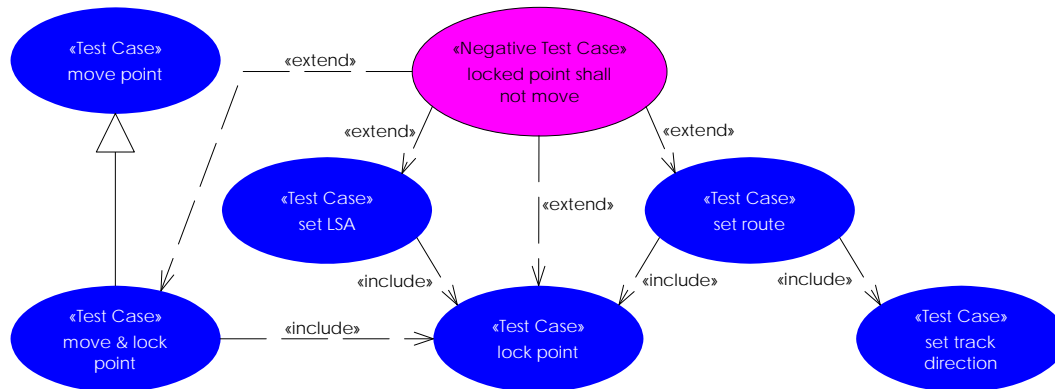 «Test Case»
move point
«extend»
«Negative Test Case»
locked point shall
not move
«extend»
«extend»
«Test Case»
set LSA
«extend»
«Test Case»
set route
«include»
«include»
«include»
«Test Case»
move & lock
point
«include»
«Test Case»
lock point
«Test Case»
set track
direction